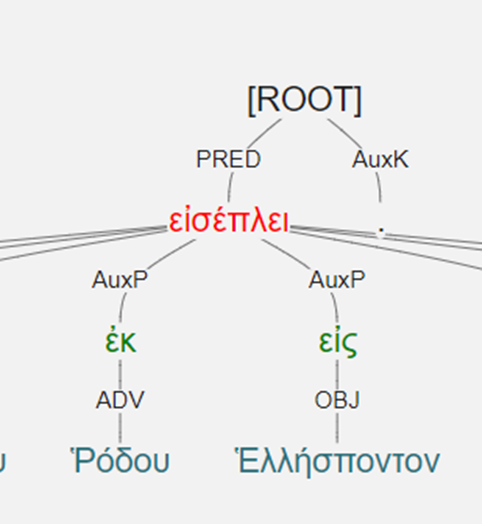 [ROOT]
PRED AuxK
εἰσέπλει .
AuxP AuxP
ἐκ εἰς
ADV OBJ
υ Ῥόδου Ἑλλήσποντον